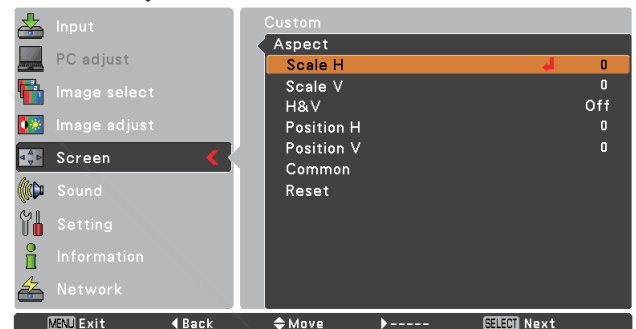 Input
PC adjust
Image select
Image adjust
Screen
Sound
Setting
Information
Network
Custom
Aspect
Scale H 0
Scale V 0
H&V Off
Position H 0
Position V 0
Common
Reset
MENU Exit Back Move ----- SELECT Next